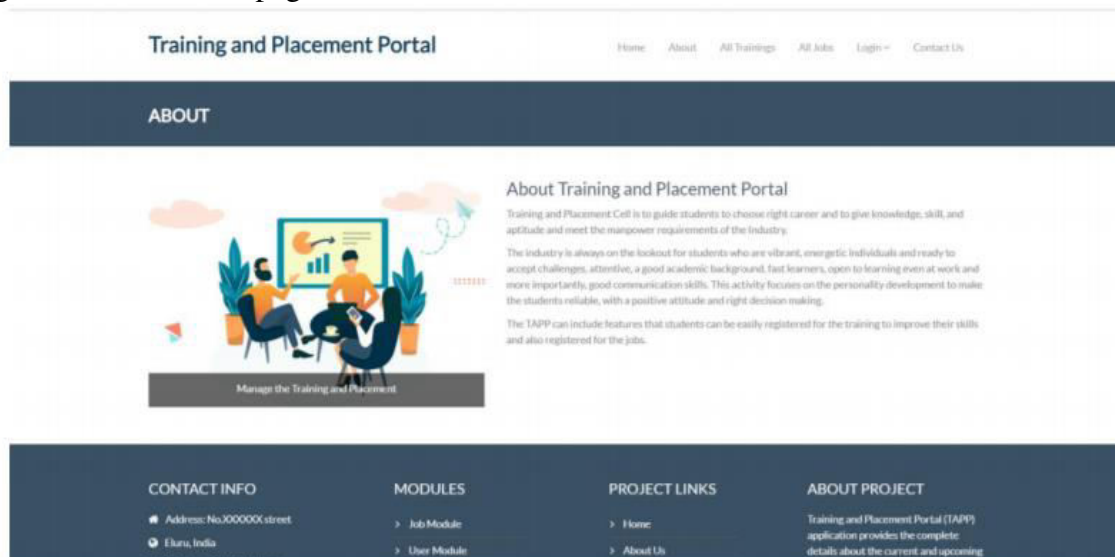 Training and Placement Portal
Home About All Trainings All Jobs Login Contact Us
ABOUT
About Training and Placement Portal
Training and Placement Cell is to guide students to choose right career and to give knowledge, skill, and
aptitude and meet the manpower requirements of the Industry.
The industry is always on the lookout for students who are vibrant, energetic individuals and ready to
accept challenges, attentive, a good academic background, fast learners, open to learning even at work and
more importantly, good communication skills. This activity focuses on the personality development to make
the students reliable, with a positive attitude and right decision making.
The TAPP can include features that students can be easily registered for the training to improve their skills
and also registered for the jobs.
Manage the Training and Placement
CONTACT INFO
Address: No.XXXXXX street
Eluru, India
MODULES
> Job Module
> User Module
PROJECT LINKS
> Home
> About Us
ABOUT PROJECT
Training and Placement Portal (TAPP)
application provides the complete
details about the current and upcoming